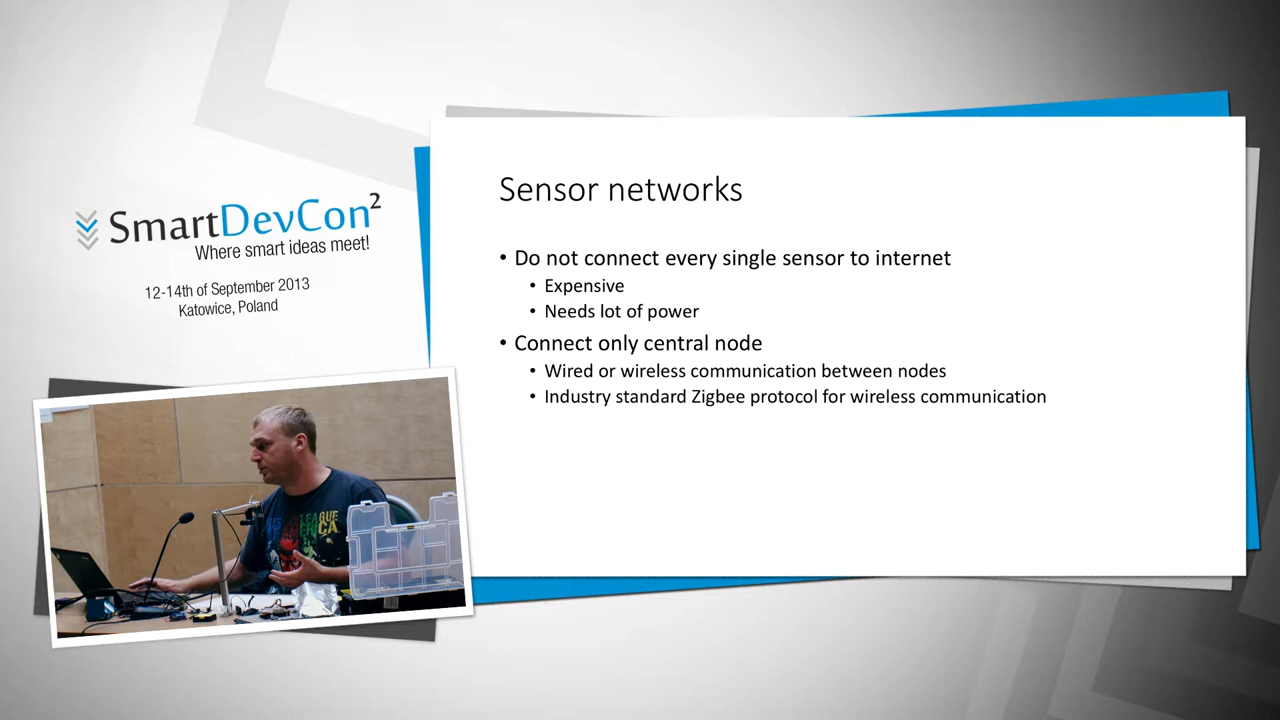 SmartDevCon²
Where smart ideas meet!
12-14th of September 2013
Katowice, Poland
Sensor networks
• Do not connect every single sensor to internet
• Expensive
• Needs lot of power
• Connect only central node
• Wired or wireless communication between nodes
• Industry standard Zigbee protocol for wireless communication
LEAGUE